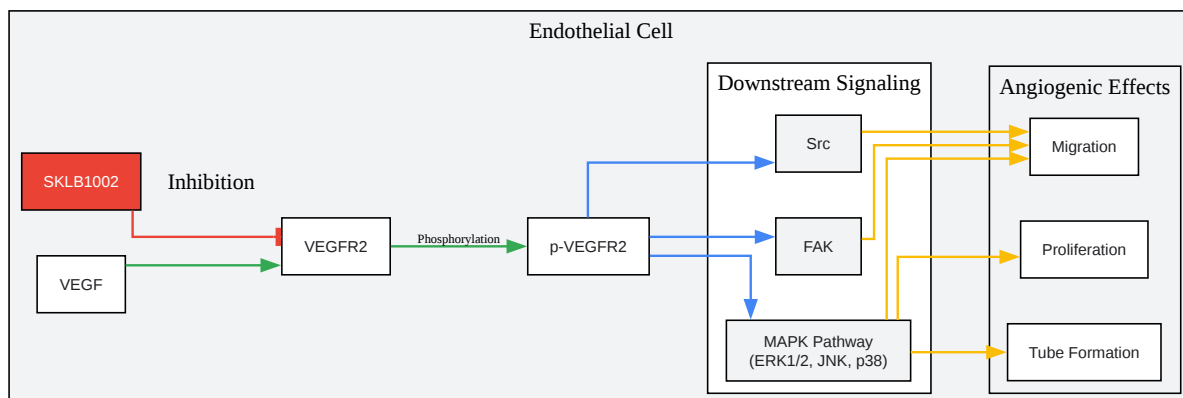 Endothelial Cell
Downstream Signaling
Angiogenic Effects
Src
Migration
SKLB1002
Inhibition
VEGFR2
Phosphorylation
p-VEGFR2
FAK
Proliferation
VEGF
MAPK Pathway
(ERK1/2, JNK, p38)
Tube Formation